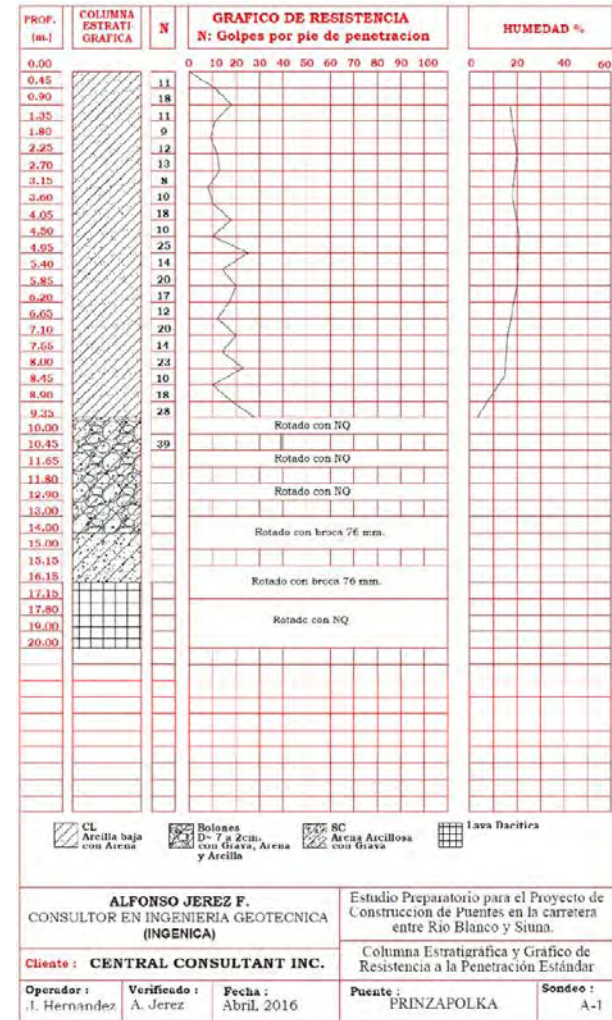 PROF. (m.)
COLUMNA ESTRATI- GRAFICA
N
GRAFICO DE RESISTENCIA
N: Golpes por pie de penetracion
HUMEDAD %
0.00
0 10 20 30 40 50 60 70 80 90 100
0 20 40 60
0.45 11
0.90 18
1.35 11
1.80 9
2.25 12
2.70 13
3.15 8
3.60 10
4.05 18
4.50 10
4.95 25
5.40 14
5.85 20
6.20 17
6.65 12
7.10 20
7.55 14
8.00 23
8.45 10
8.90 18
9.35 28
10.00 Rotado con NQ
10.45 39
11.65 Rotado con NQ
11.80
12.90 Rotado con NQ
13.00
14.00 Rotado con broca 76 mm.
15.00
15.15
16.15 Rotado con broca 76 mm.
17.15
17.80
19.00 Rotado con NQ
20.00
CL
Arcilla baja
con Arena
Bolones
D~ 7 a 2cm.
con Grava, Arena
y Arcilla
SC
Arena Arcillosa
con Grava
Lava Dacitica
ALFONSO JEREZ F.
CONSULTOR EN INGENIERIA GEOTECNICA
(INGENICA)
Estudio Preparatorio para el Proyecto de
Construccion de Puentes en la carretera
entre Rio Blanco y Siuna.
Cliente : CENTRAL CONSULTANT INC.
Columna Estratigráfica y Gráfico de
Resistencia a la Penetración Estándar
Operador :
J. Hernandez
Verificado :
A. Jerez
Fecha :
Abril, 2016
Puente :
PRINZAPOLKA
Sondeo :
A-1